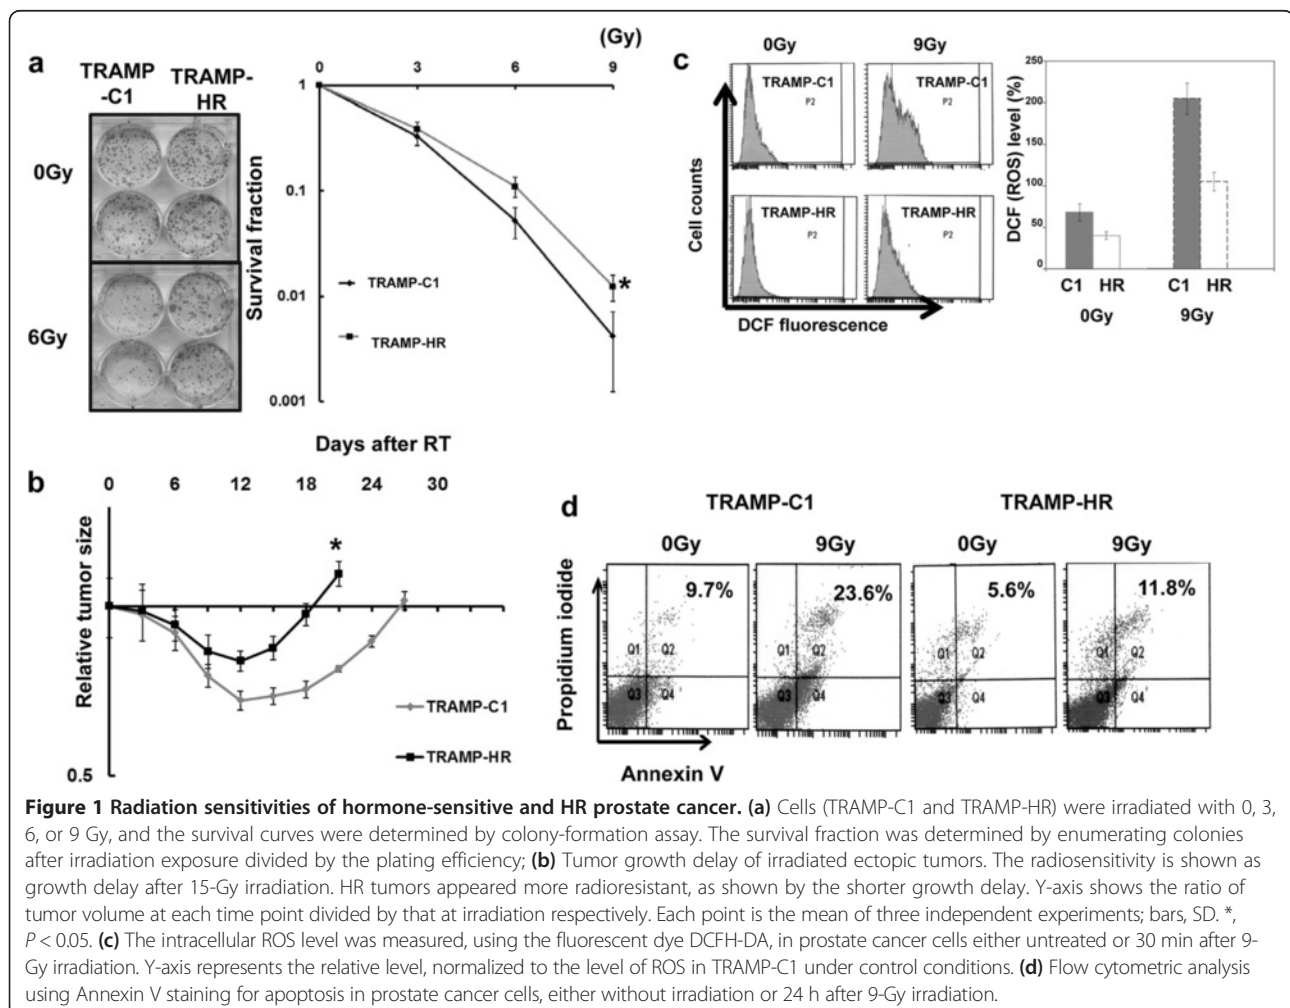 a
TRAMP
-C1
TRAMP-
HR
0Gy
6Gy
(Gy)
0 3 6 9
1
0.1
0.01
0.001
Survival fraction
TRAMP-C1
TRAMP-HR
*
b
Days after RT
0 6 12 18 24 30
Relative tumor size
0.5
*
TRAMP-C1
TRAMP-HR
c
0Gy 9Gy
TRAMP-C1
P2
TRAMP-C1
P2
TRAMP-HR
P2
TRAMP-HR
P2
Cell counts
DCF fluorescence
DCF (ROS) level (%)
250
200
150
100
50
0
C1 HR C1 HR
0Gy 9Gy
d
TRAMP-C1 TRAMP-HR
0Gy 9Gy 0Gy 9Gy
9.7% 23.6% 5.6% 11.8%
Q1 Q2 Q1 Q2 Q1 Q2 Q1 Q2
Q3 Q4 Q3 Q4 Q3 Q4 Q3 Q4
Propidium iodide
Annexin V
Figure 1 Radiation sensitivities of hormone-sensitive and HR prostate cancer. (a) Cells (TRAMP-C1 and TRAMP-HR) were irradiated with 0, 3,
6, or 9 Gy, and the survival curves were determined by colony-formation assay. The survival fraction was determined by enumerating colonies
after irradiation exposure divided by the plating efficiency; (b) Tumor growth delay of irradiated ectopic tumors. The radiosensitivity is shown as
growth delay after 15-Gy irradiation. HR tumors appeared more radioresistant, as shown by the shorter growth delay. Y-axis shows the ratio of
tumor volume at each time point divided by that at irradiation respectively. Each point is the mean of three independent experiments; bars, SD. *,
P < 0.05. (c) The intracellular ROS level was measured, using the fluorescent dye DCFH-DA, in prostate cancer cells either untreated or 30 min after 9-
Gy irradiation. Y-axis represents the relative level, normalized to the level of ROS in TRAMP-C1 under control conditions. (d) Flow cytometric analysis
using Annexin V staining for apoptosis in prostate cancer cells, either without irradiation or 24 h after 9-Gy irradiation.